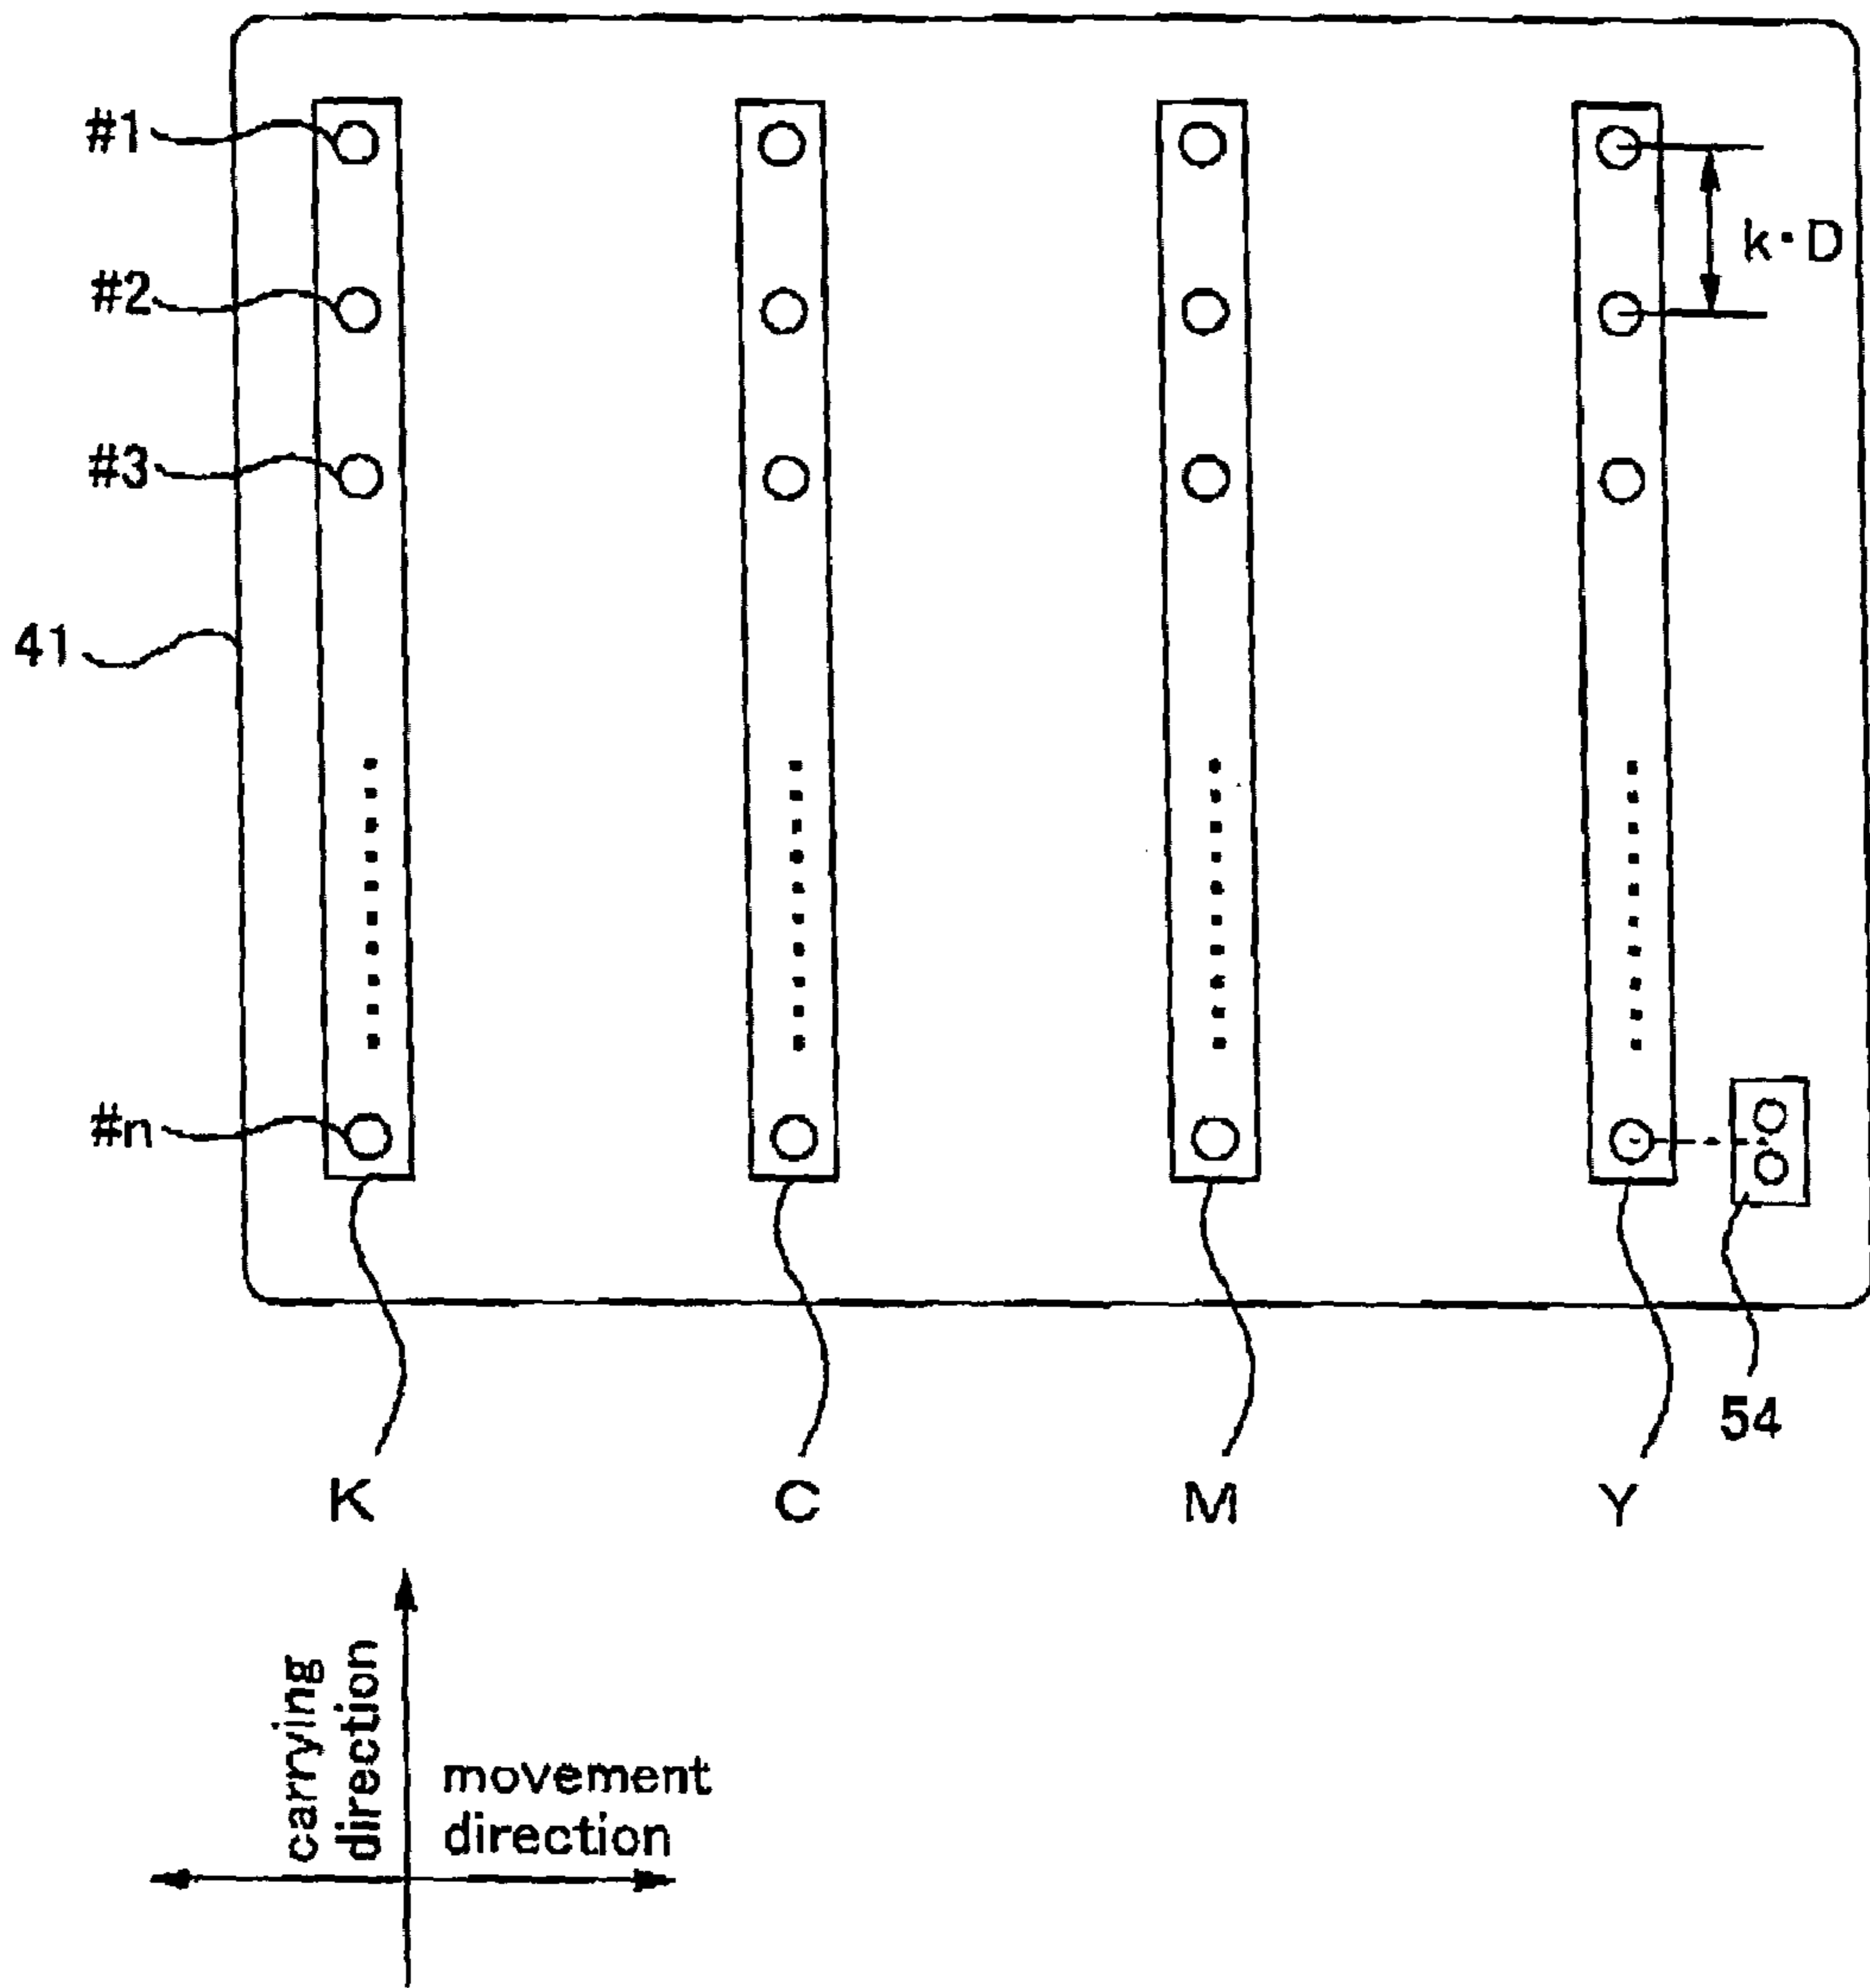 #1
#2
k·D
#3
41
#n
54
K
C
M
Y
carrying
direction
movement
direction